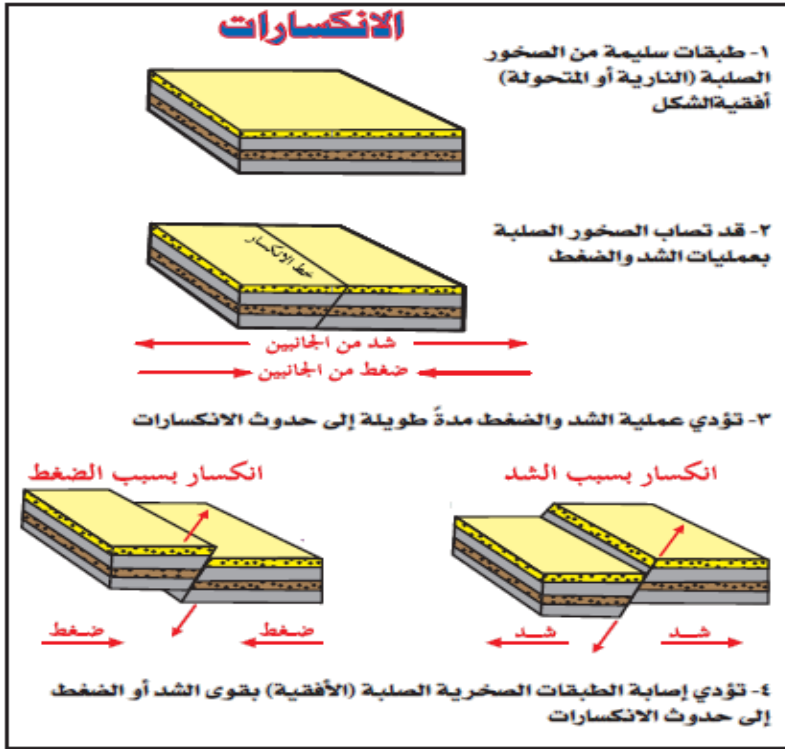 الانكسارات
١- طبقات سليمة من الصخور
الصلبة (النارية أو المتحولة)
أفقيةالشكل
٢- قد تصاب الصخور الصلبة
بعمليات الشد والضغط
خط الانكسار
شد من الجانبين
ضغط من الجانبين
٣- تؤدي عملية الشد والضغط مدةً طويلة إلى حدوث الانكسارات
انكسار بسبب الشد
انكسار بسبب الضغط
شد
شد
ضغط
ضغط
٤- تؤدي إصابة الطبقات الصخرية الصلبة (الأفقية) بقوى الشد أو الضغط
إلى حدوث الانكسارات